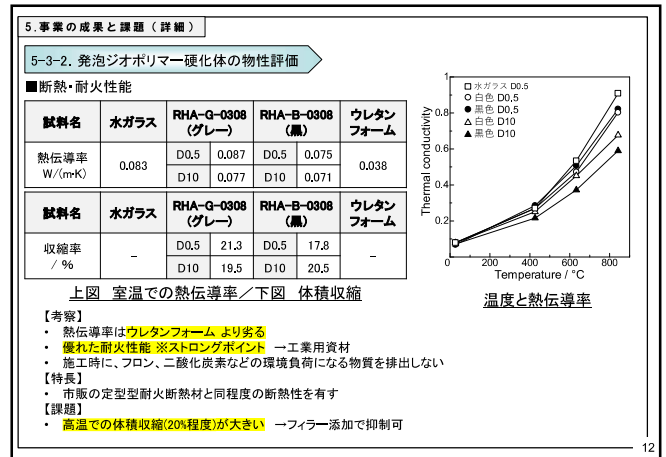 5.事業の成果と課題（詳細）
5-3-2. 発泡ジオポリマー硬化体の物性評価
■断熱・耐火性能
試料名 水ガラス RHA-G-0308 (グレー) RHA-B-0308 (黒) ウレタンフォーム
熱伝導率 W/(m･K) 0.083 D0.5 0.087 D0.5 0.075 0.038
D10 0.077 D10 0.071
試料名 水ガラス RHA-G-0308 (グレー) RHA-B-0308 (黒) ウレタンフォーム
収縮率 / % – D0.5 21.3 D0.5 17.8 –
D10 19.5 D10 20.5
上図 室温での熱伝導率／下図 体積収縮
1
0.8
0.6
0.4
0.2
0 200 400 600 800
Thermal conductivity
Temperature / °C
□ 水ガラス D0.5
○ 白色 D0,5
● 黒色 D0,5
△ 白色 D10
▲ 黒色 D10
温度と熱伝導率
【考察】
• 熱伝導率はウレタンフォーム より劣る
• 優れた耐火性能 ※ストロングポイント →工業用資材
• 施工時に、フロン、二酸化炭素などの環境負荷になる物質を排出しない
【特長】
• 市販の定型型耐火断熱材と同程度の断熱性を有す
【課題】
• 高温での体積収縮(20%程度)が大きい →フィラー添加で抑制可
12